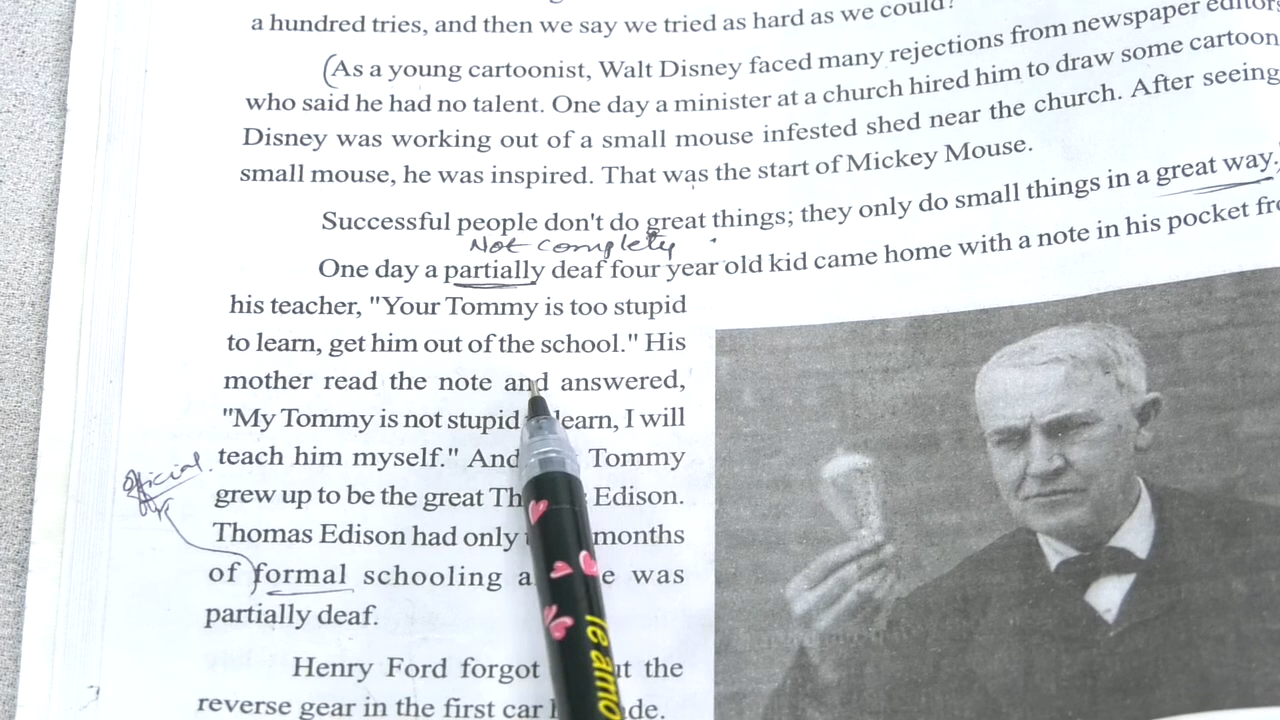 a hundred tries, and then we say we tried as hard as we could?
(As a young cartoonist, Walt Disney faced many rejections from newspaper editors
who said he had no talent. One day a minister at a church hired him to draw some cartoon
Disney was working out of a small mouse infested shed near the church. After seeing
small mouse, he was inspired. That was the start of Mickey Mouse.
Successful people don't do great things; they only do small things in a great way.
Not completly
One day a partially deaf four year old kid came home with a note in his pocket fro
his teacher, "Your Tommy is too stupid
to learn, get him out of the school." His
mother read the note and answered,
"My Tommy is not stupid learn, I will
teach him myself." And Tommy
grew up to be the great Th Edison.
official
Thomas Edison had only months
of formal schooling a e was
partially deaf.
Henry Ford forgot ut the
reverse gear in the first car de.
Te amo